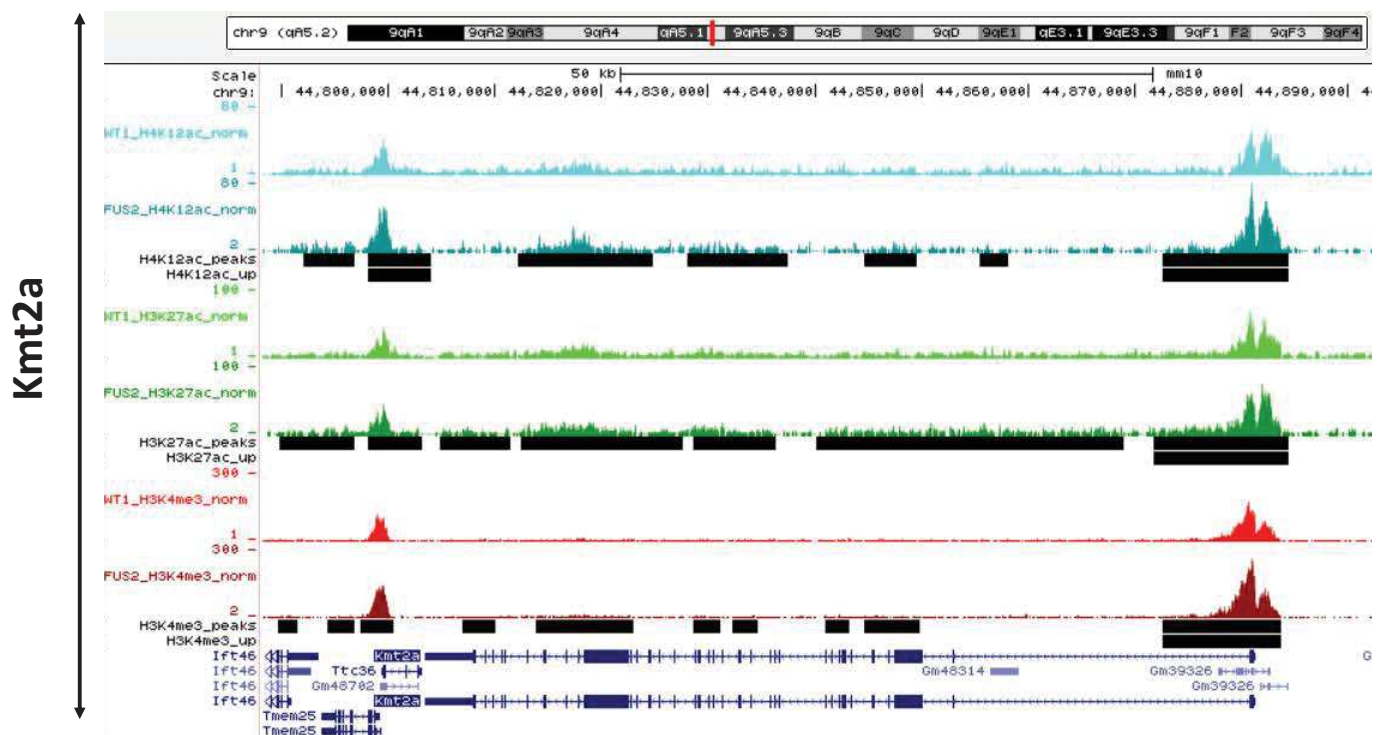 Kmt2a
chr9 (qA5.2) 9qA1 9qA2 9qA3 9qA4 qA5.1 9qA5.3 9qB 9qC 9qD 9qE1 qE3.1 9qE3.3 9qF1 F2 9qF3 9qF4
Scale 50 kb mm10
chr9: 44,800,000 44,810,000 44,820,000 44,830,000 44,840,000 44,850,000 44,860,000 44,870,000 44,880,000 44,890,000
80 -
WT1_H4K12ac_norm
1 -
80 -
FUS2_H4K12ac_norm
2 -
H4K12ac_peaks
H4K12ac_up
100 -
WT1_H3K27ac_norm
1 -
100 -
FUS2_H3K27ac_norm
2 -
H3K27ac_peaks
H3K27ac_up
300 -
WT1_H3K4me3_norm
1 -
300 -
FUS2_H3K4me3_norm
2 -
H3K4me3_peaks
H3K4me3_up
Ift46 Kmt2a G
Ift46 Ttc36 Gm48314 Gm39326
Ift46 Gm48702 Gm39326
Ift46 Kmt2a
Tmem25
Tmem25